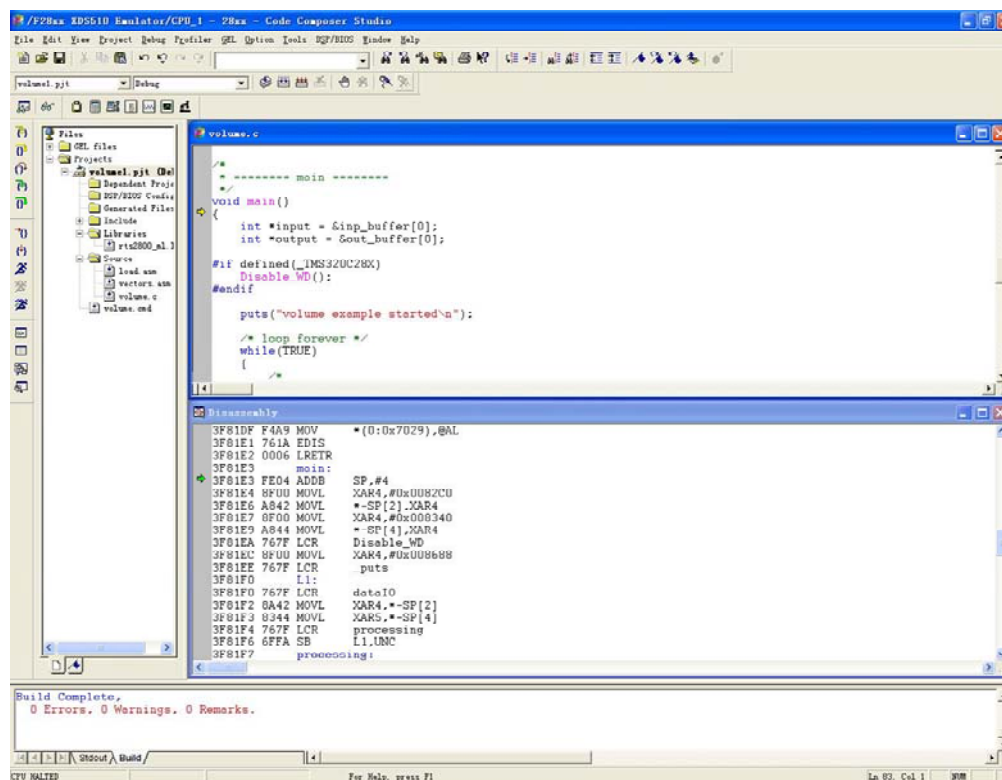 /F28xx XDS510 Emulator/CPU_1 - 28xx - Code Composer Studio
File Edit View Project Debug Profiler GEL Option Tools DSP/BIOS Window Help
volume1.pjt Debug
Files
GEL files
Projects
volume1.pjt (De
Dependent Proje
DSP/BIOS Config
Generated Files
Include
Libraries
rts2800_ml.l
Source
load.asm
vectors.asm
volume.c
volume.cmd
volume.c
/*
* ======== main ========
*/
void main()
{
int *input = &inp_buffer[0];
int *output = &out_buffer[0];
#if defined(_TMS320C28X)
Disable_WD();
#endif
puts("volume example started\n");
/* loop forever */
while(TRUE)
{
/*
Disassembly
3F81DF F4A9 MOV *(0:0x7029),@AL
3F81E1 761A EDIS
3F81E2 0006 LRETR
3F81E3 main:
3F81E3 FE04 ADDB SP,#4
3F81E4 8F00 MOVL XAR4,#0x0082C0
3F81E6 A842 MOVL *-SP[2],XAR4
3F81E7 8F00 MOVL XAR4,#0x008340
3F81E9 A844 MOVL *-SP[4],XAR4
3F81EA 767F LCR Disable_WD
3F81EC 8F00 MOVL XAR4,#0x008688
3F81EE 767F LCR puts
3F81F0 L1:
3F81F0 767F LCR dataIO
3F81F2 8A42 MOVL XAR4,*-SP[2]
3F81F3 8344 MOVL XAR5,*-SP[4]
3F81F4 767F LCR processing
3F81F6 6FFA SB L1,UNC
3F81F7 processing:
Build Complete,
0 Errors, 0 Warnings, 0 Remarks.
Stdout Build
CPU HALTED For Help, press F1 Ln 83, Col 1 NUM